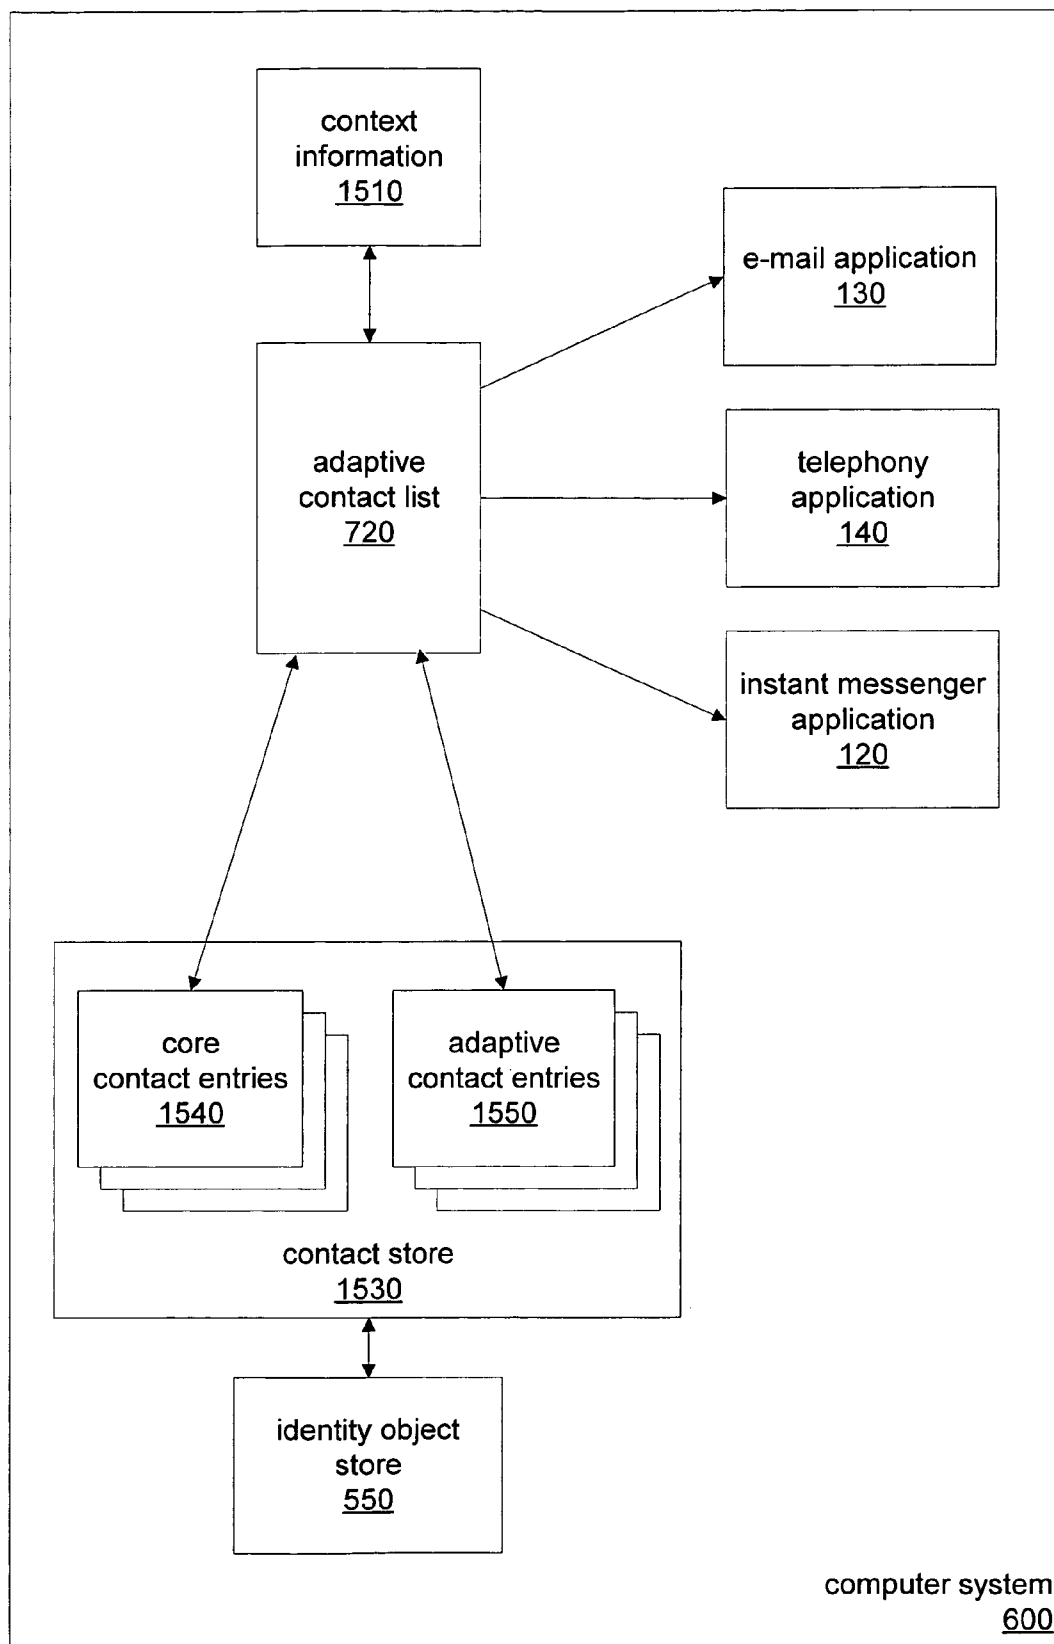 context
information
1510
e-mail application
130
adaptive
contact list
720
telephony
application
140
instant messenger
application
120
core
contact entries
1540
adaptive
contact entries
1550
contact store
1530
identity object
store
550
computer system
600